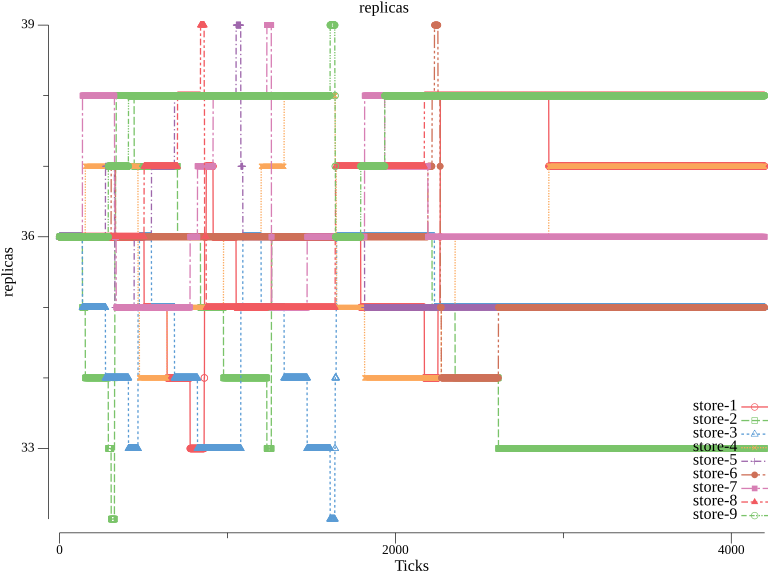 replicas
39
36
33
replicas
0
2000
4000
Ticks
store-1
store-2
store-3
store-4
store-5
store-6
store-7
store-8
store-9